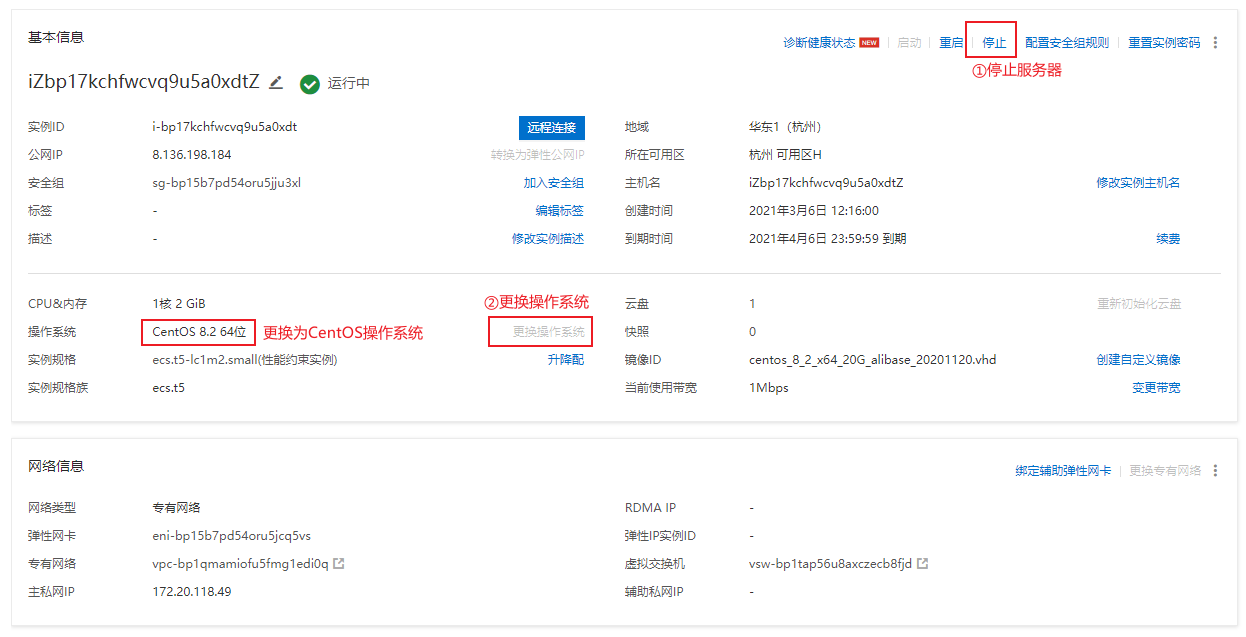 基本信息
诊断健康状态 NEW 启动 重启 停止 配置安全组规则 重置实例密码
①停止服务器
iZbp17kchfwcvq9u5a0xdtZ 运行中
实例ID i-bp17kchfwcvq9u5a0xdt 远程连接 地域 华东1（杭州）
公网IP 8.136.198.184 转换为弹性公网IP 所在可用区 杭州 可用区H
安全组 sg-bp15b7pd54oru5jju3xl 加入安全组 主机名 iZbp17kchfwcvq9u5a0xdtZ 修改实例主机名
标签 - 编辑标签 创建时间 2021年3月6日 12:16:00
描述 - 修改实例描述 到期时间 2021年4月6日 23:59:59 到期 续费
②更换操作系统
CPU&内存 1核 2 GiB 云盘 1 重新初始化云盘
操作系统 CentOS 8.2 64位 更换为CentOS操作系统 更换操作系统 快照 0
实例规格 ecs.t5-lc1m2.small(性能约束实例) 升降配 镜像ID centos_8_2_x64_20G_alibase_20201120.vhd 创建自定义镜像
实例规格族 ecs.t5 当前使用带宽 1Mbps 变更带宽
网络信息
绑定辅助弹性网卡 更换专有网络
网络类型 专有网络 RDMA IP -
弹性网卡 eni-bp15b7pd54oru5jcq5vs 弹性IP实例ID -
专有网络 vpc-bp1qmamiofu5fmg1edi0q 虚拟交换机 vsw-bp1tap56u8axczecb8fjd
主私网IP 172.20.118.49 辅助私网IP -